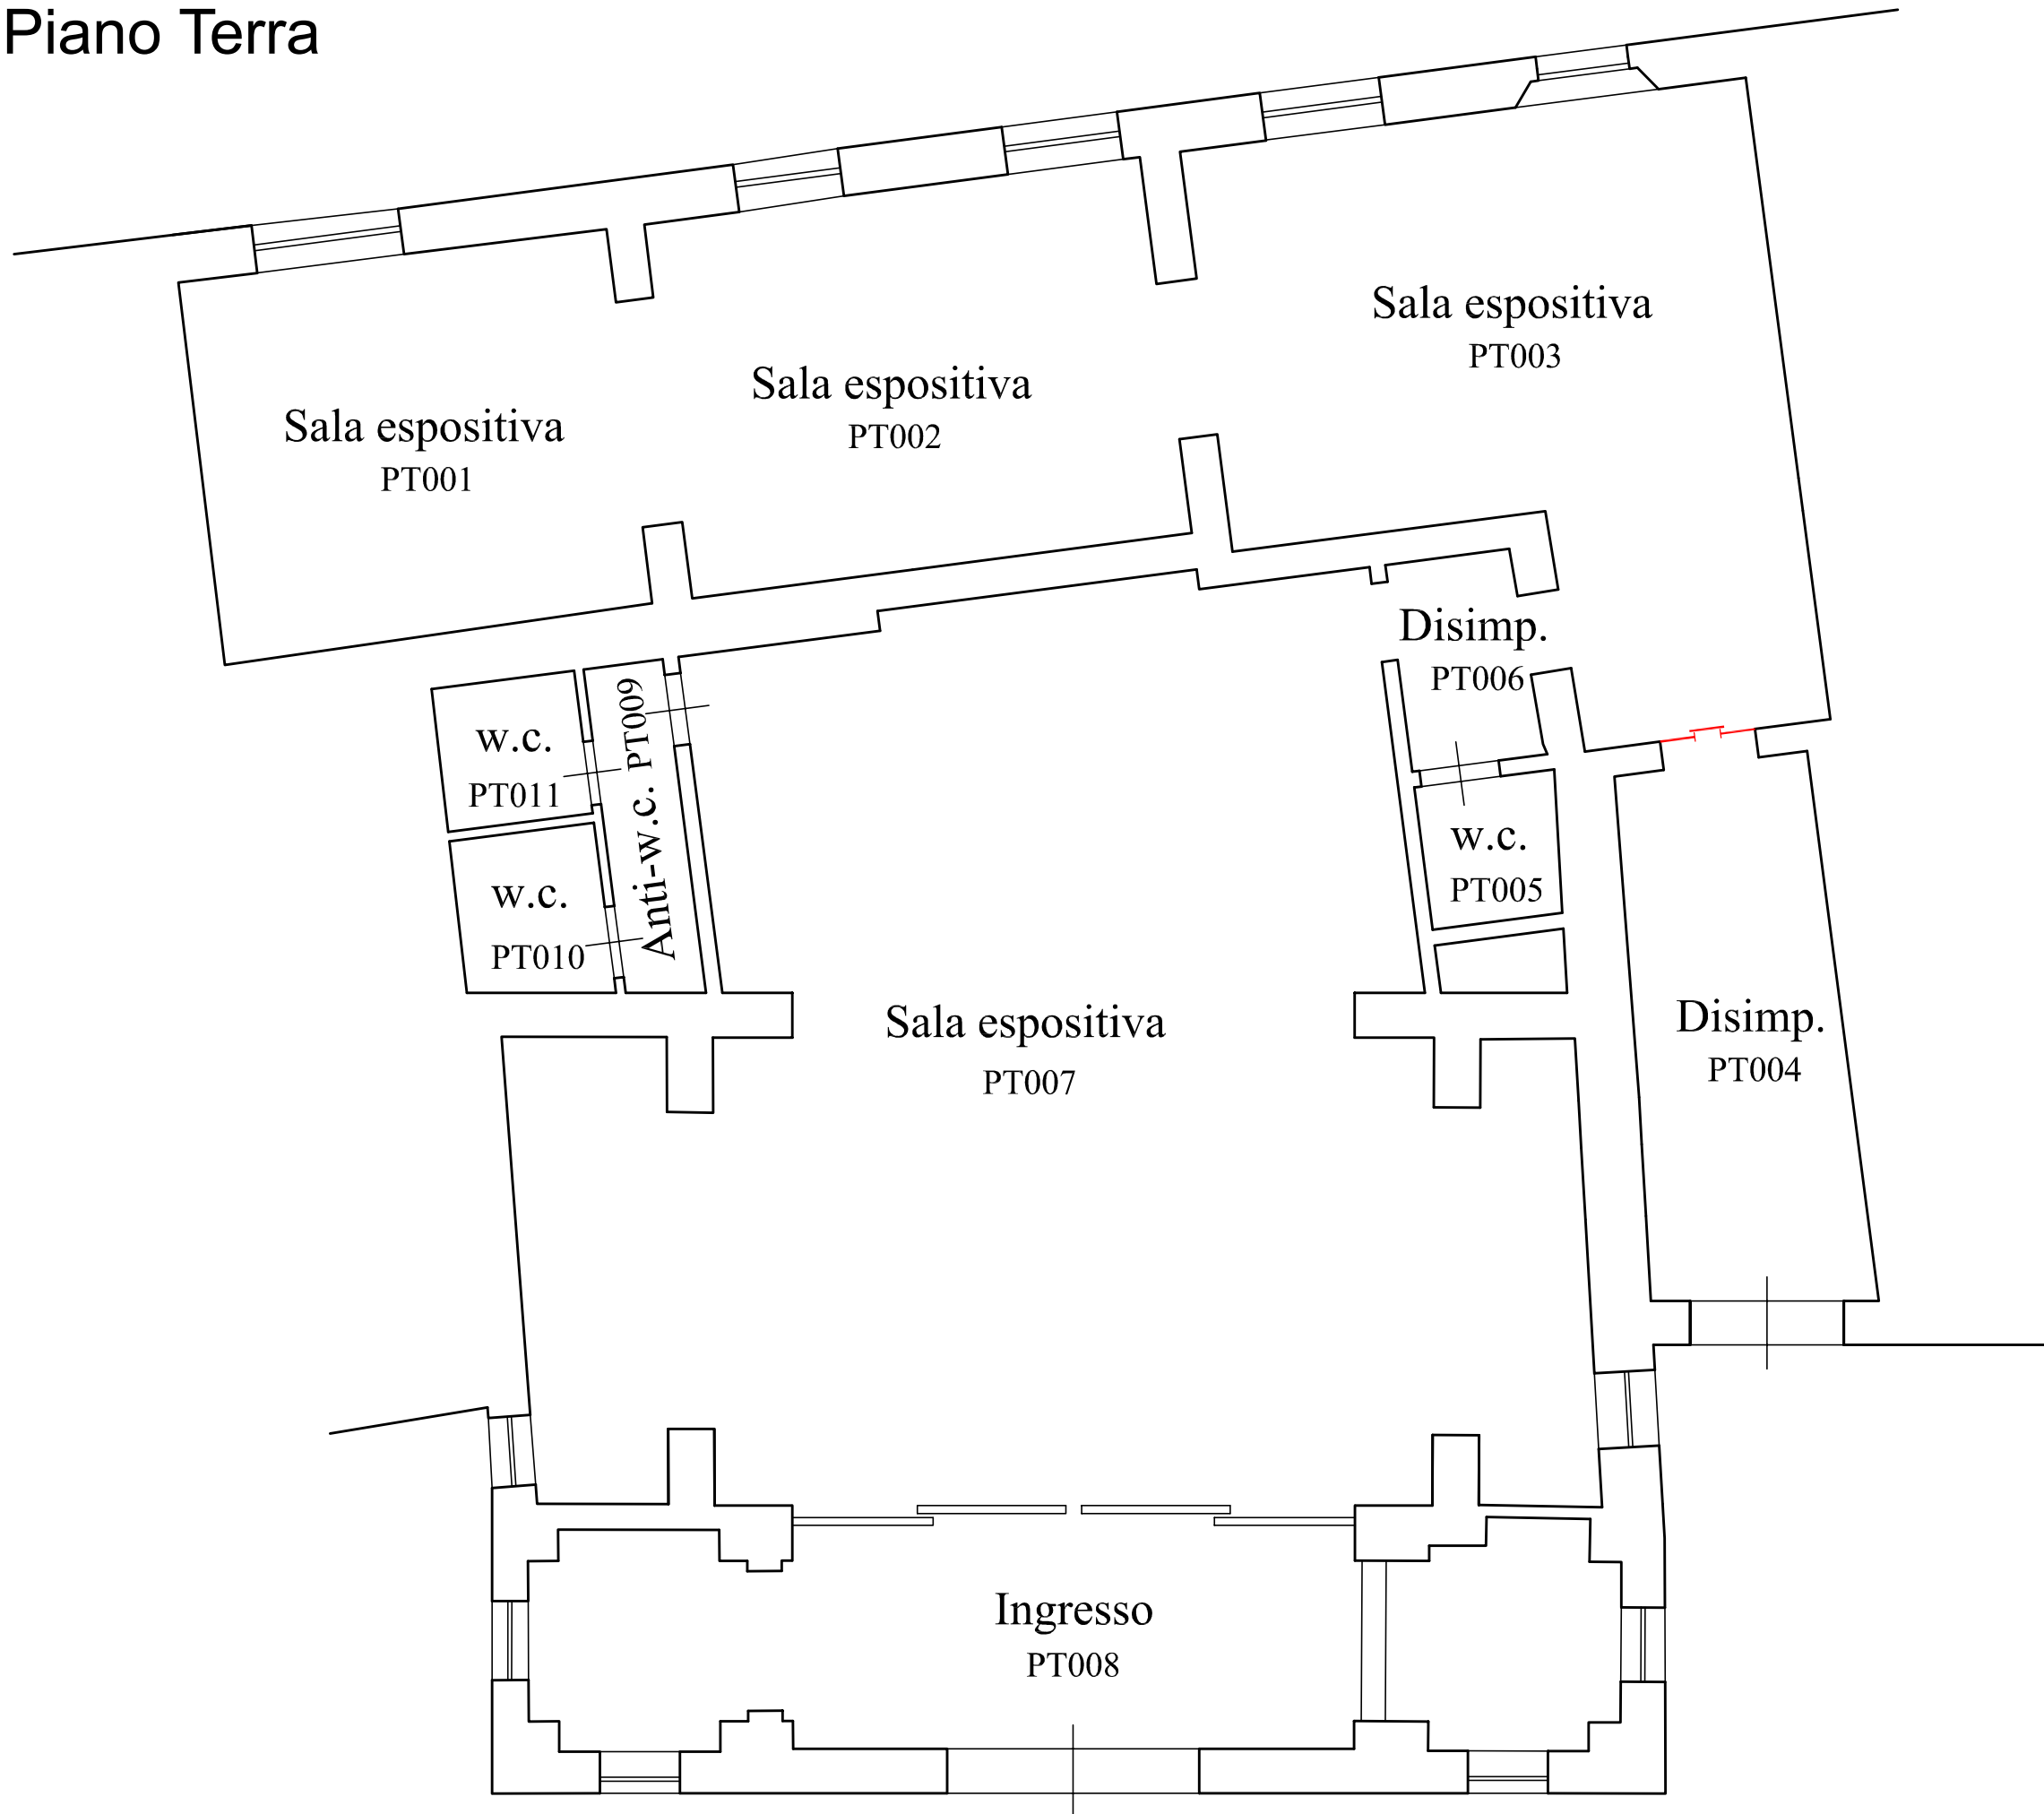 Piano Terra
Sala espositiva
PT003
Sala espositiva
PT002
Sala espositiva
PT001
Disimp.
PT006
w.c.
PT011
Anti-w.c. PT009
w.c.
PT005
w.c.
PT010
Sala espositiva
PT007
Disimp.
PT004
Ingresso
PT008